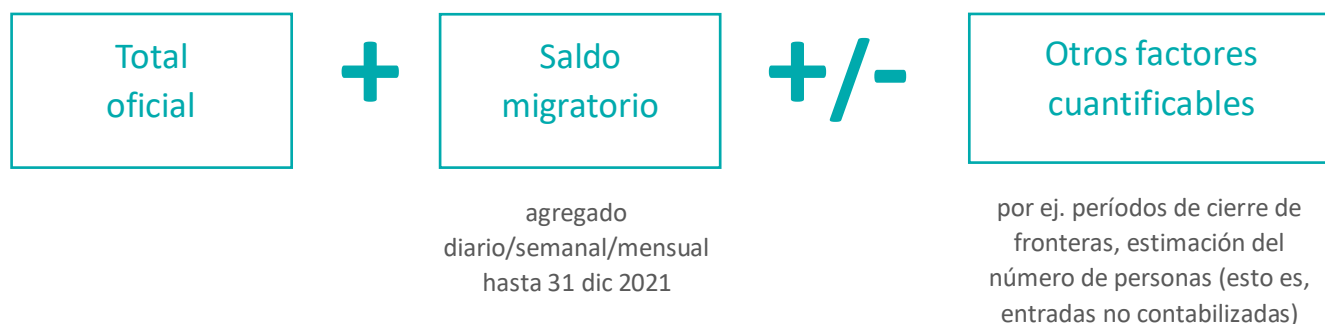 Total
oficial
+
Saldo
migratorio
+/-
Otros factores
cuantificables
agregado
diario/semanal/mensual
hasta 31 dic 2021
por ej. períodos de cierre de
fronteras, estimación del
número de personas (esto es,
entradas no contabilizadas)